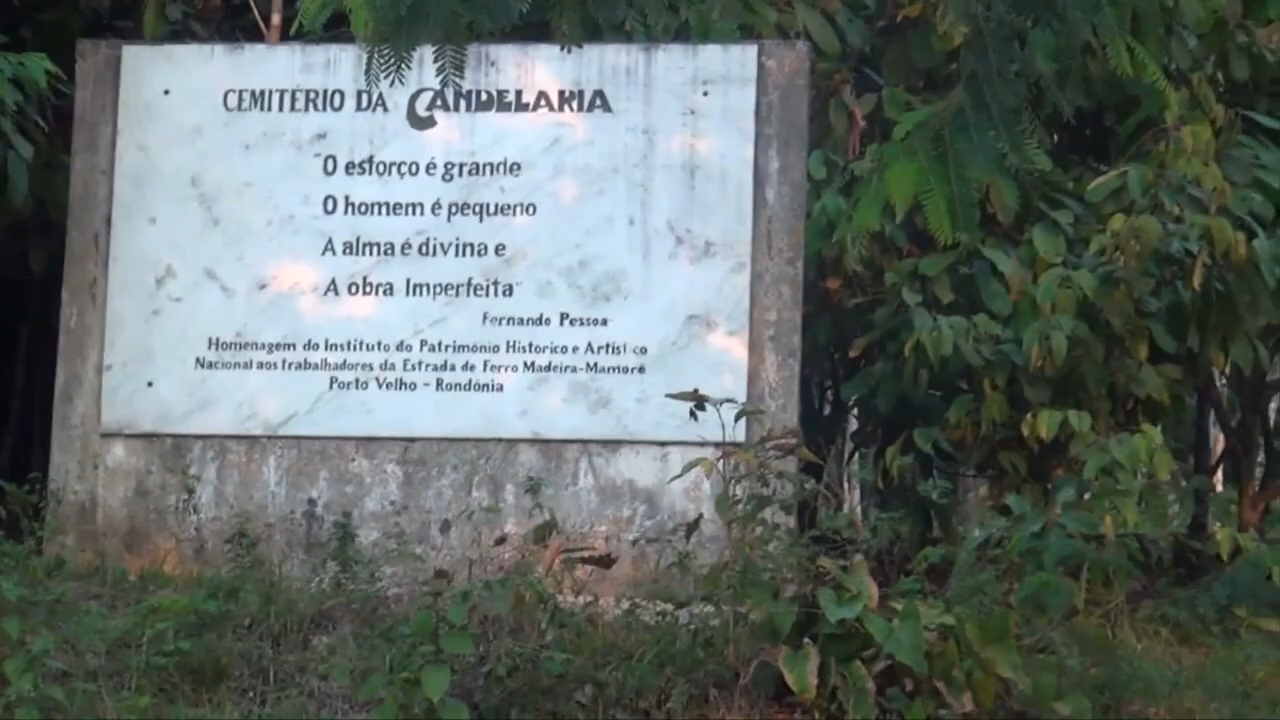 CEMITÉRIO DA CANDELARIA
"O esforço é grande
O homem é pequeno
A alma é divina e
A obra Imperfeita"
Fernando Pessoa
Homenagem do Instituto do Patrimonio Historico e Artistico
Nacional aos trabalhadores da Estrada de Ferro Madeira-Mamoré
Porto Velho - Rondônia